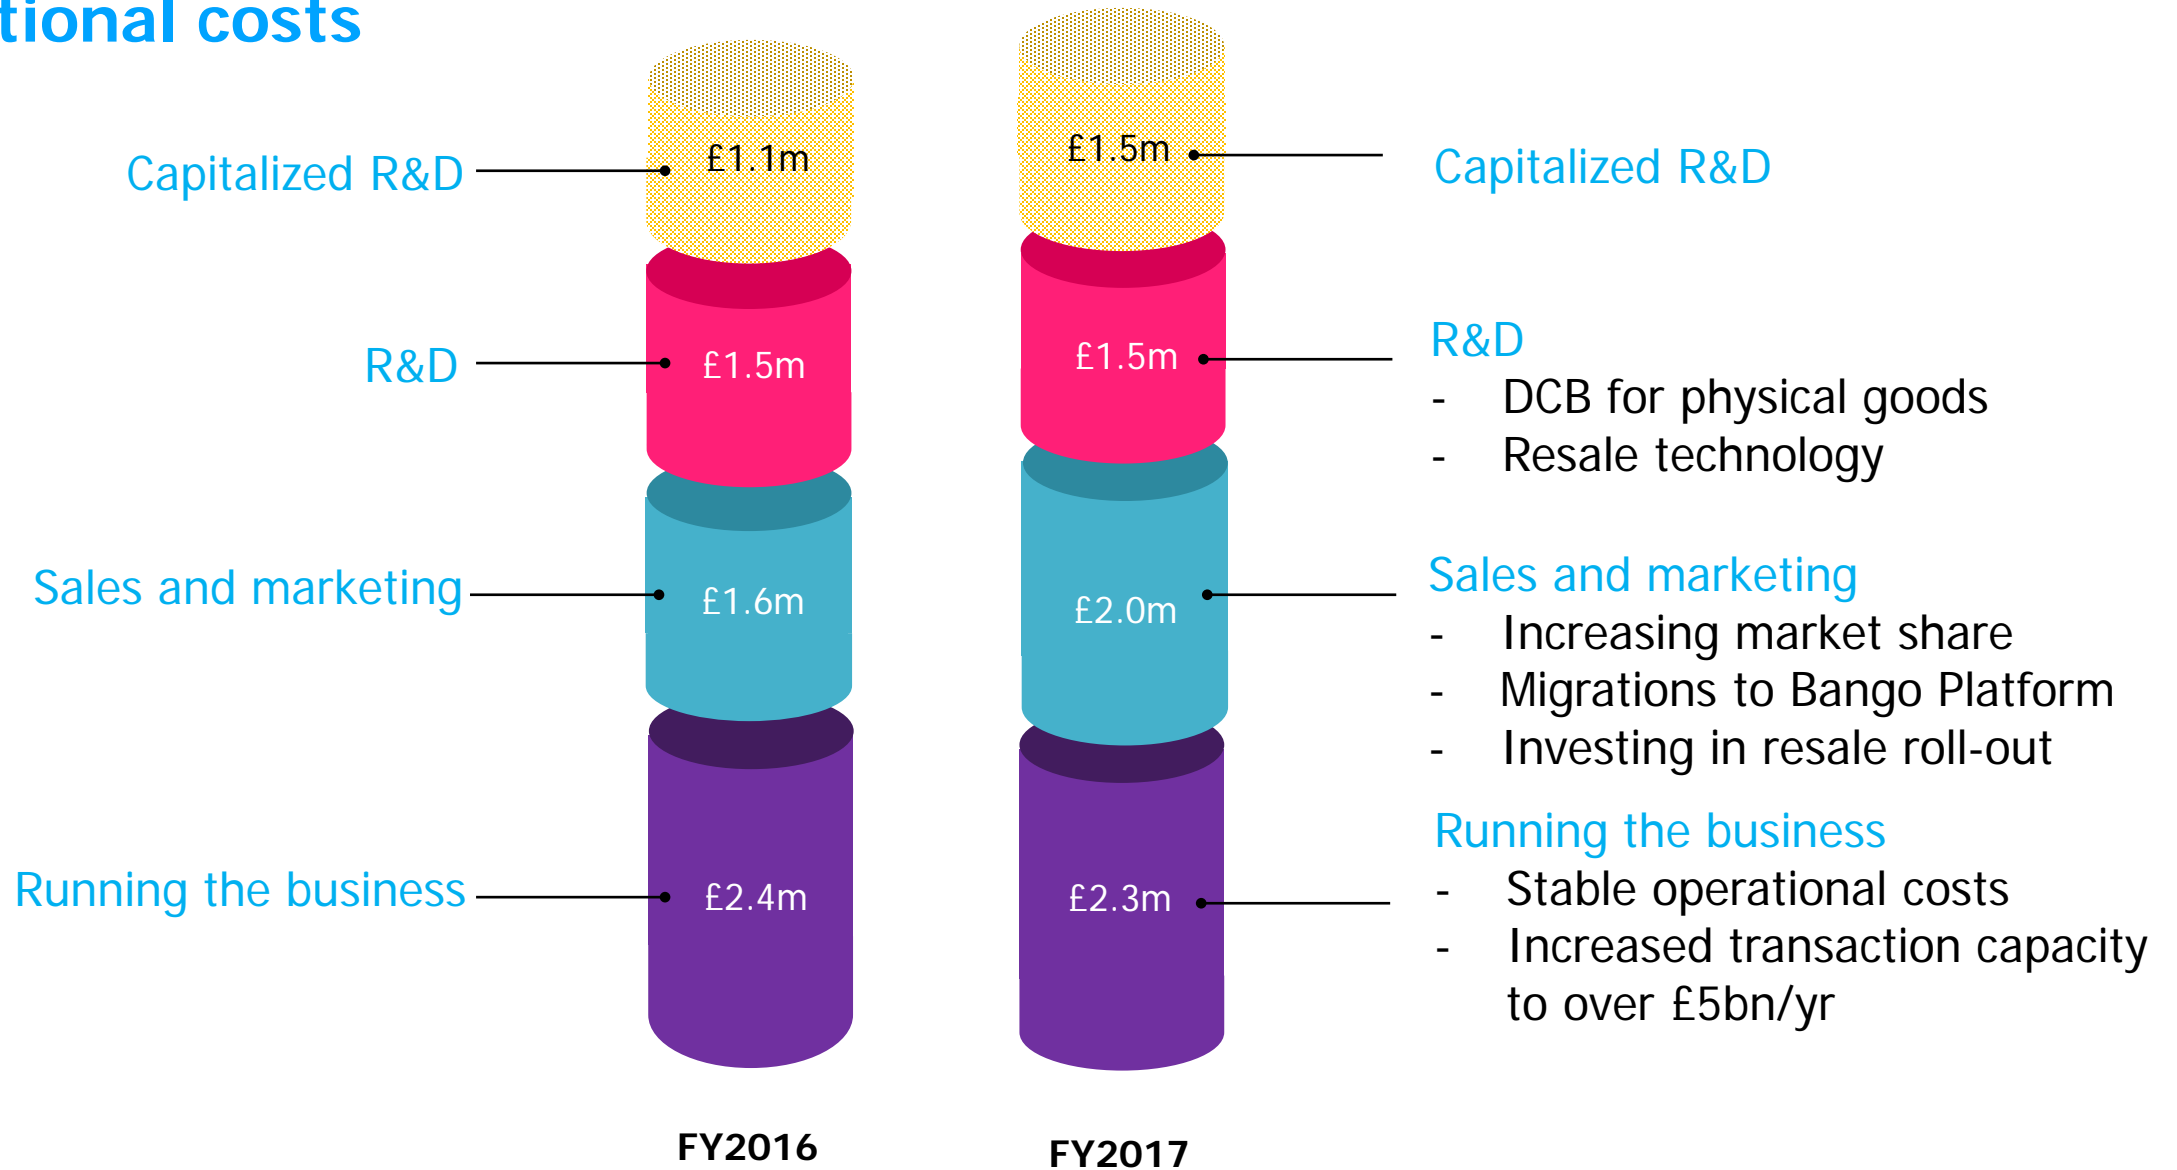 tional costs
Capitalized R&D
£1.1m
R&D
£1.5m
Sales and marketing
£1.6m
Running the business
£2.4m
FY2016
£1.5m
Capitalized R&D
£1.5m
R&D
- DCB for physical goods
- Resale technology
£2.0m
Sales and marketing
- Increasing market share
- Migrations to Bango Platform
- Investing in resale roll-out
£2.3m
Running the business
- Stable operational costs
- Increased transaction capacity
to over £5bn/yr
FY2017